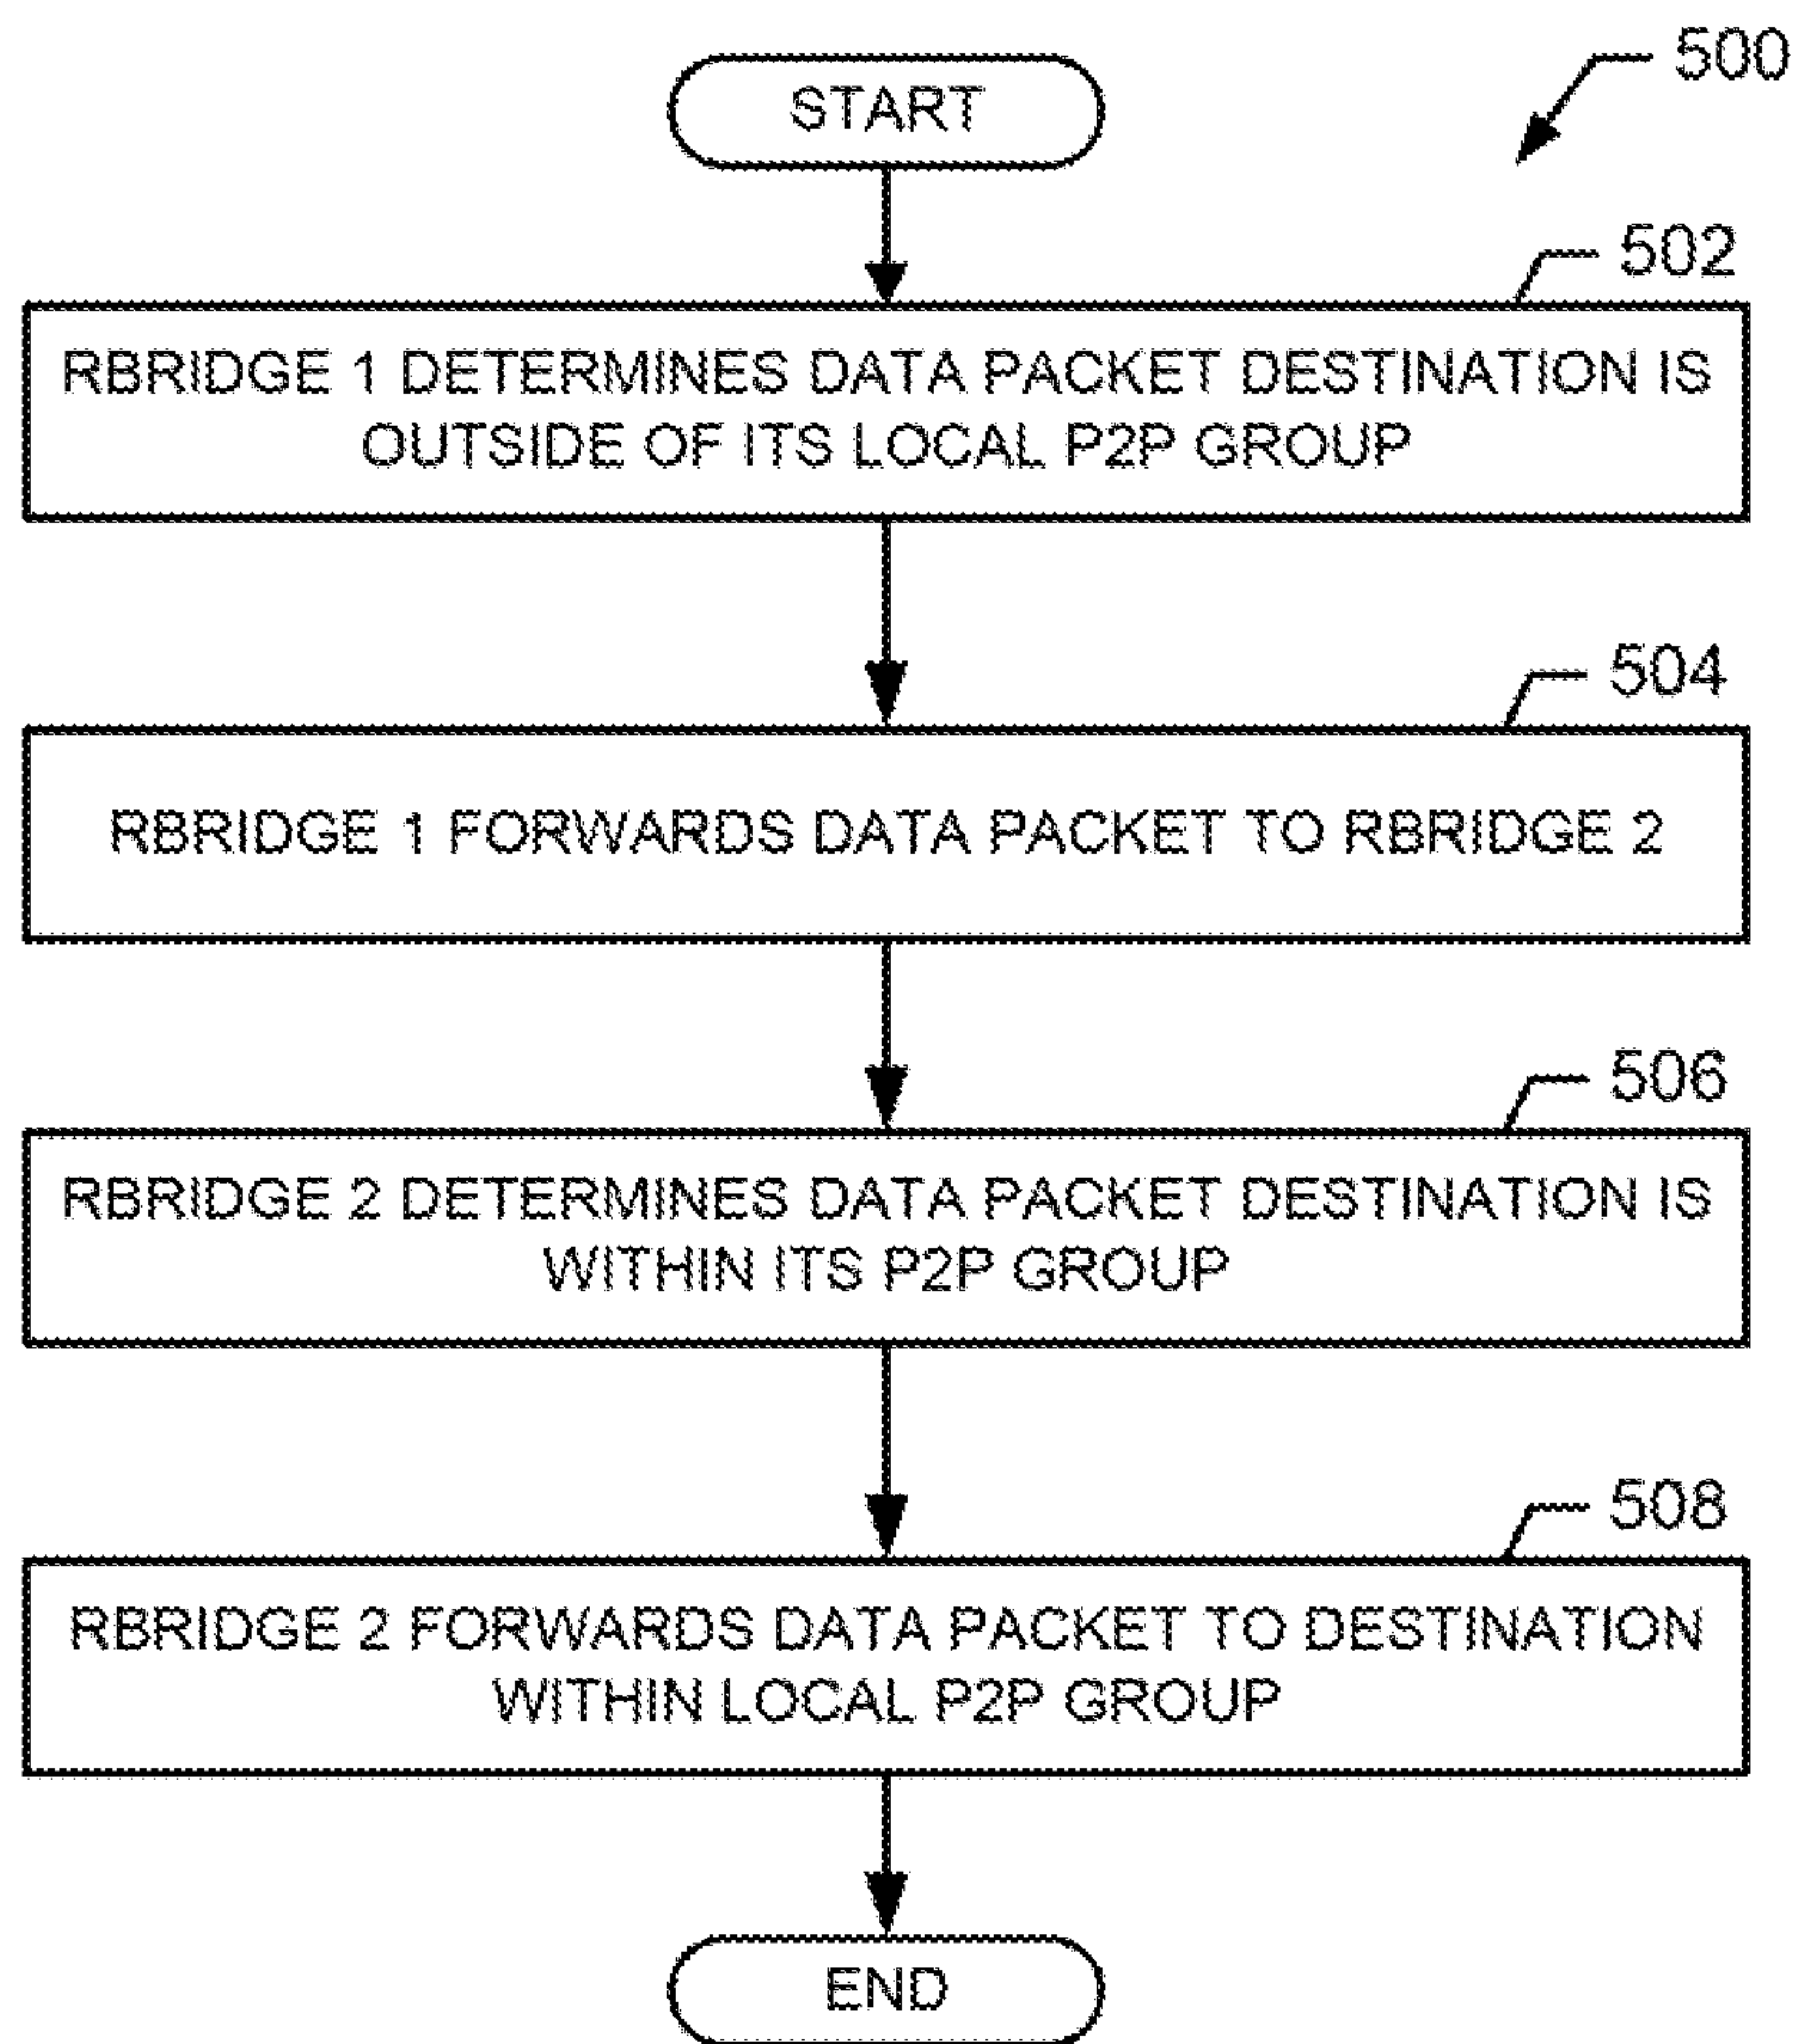 500
START
502
RBRIDGE 1 DETERMINES DATA PACKET DESTINATION IS
OUTSIDE OF ITS LOCAL P2P GROUP
504
RBRIDGE 1 FORWARDS DATA PACKET TO RBRIDGE 2
506
RBRIDGE 2 DETERMINES DATA PACKET DESTINATION IS
WITHIN ITS P2P GROUP
508
RBRIDGE 2 FORWARDS DATA PACKET TO DESTINATION
WITHIN LOCAL P2P GROUP
END